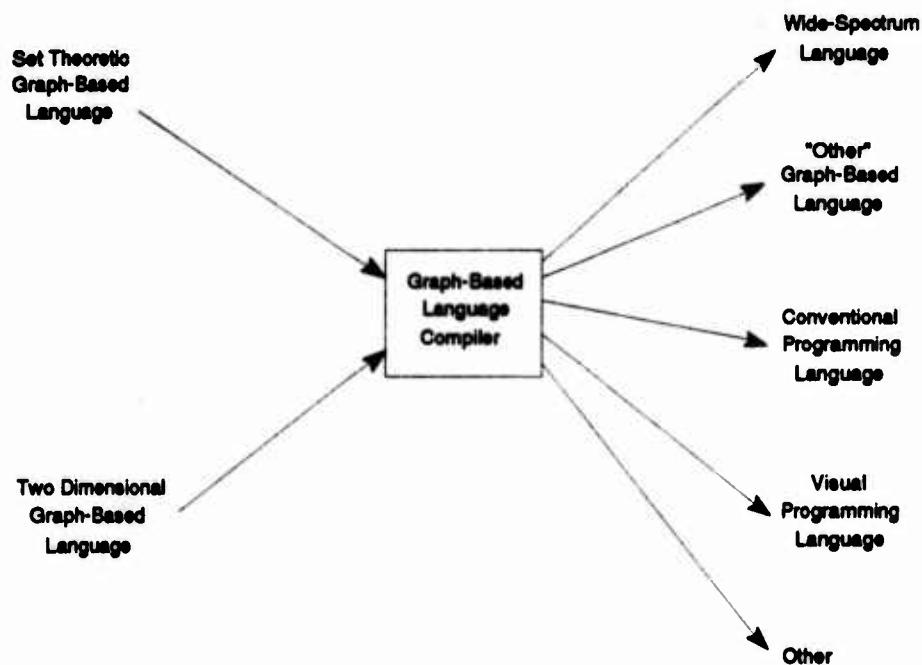 Set Theoretic
Graph-Based
Language
Two Dimensional
Graph-Based
Language
Graph-Based
Language
Compiler
Wide-Spectrum
Language
"Other"
Graph-Based
Language
Conventional
Programming
Language
Visual
Programming
Language
Other